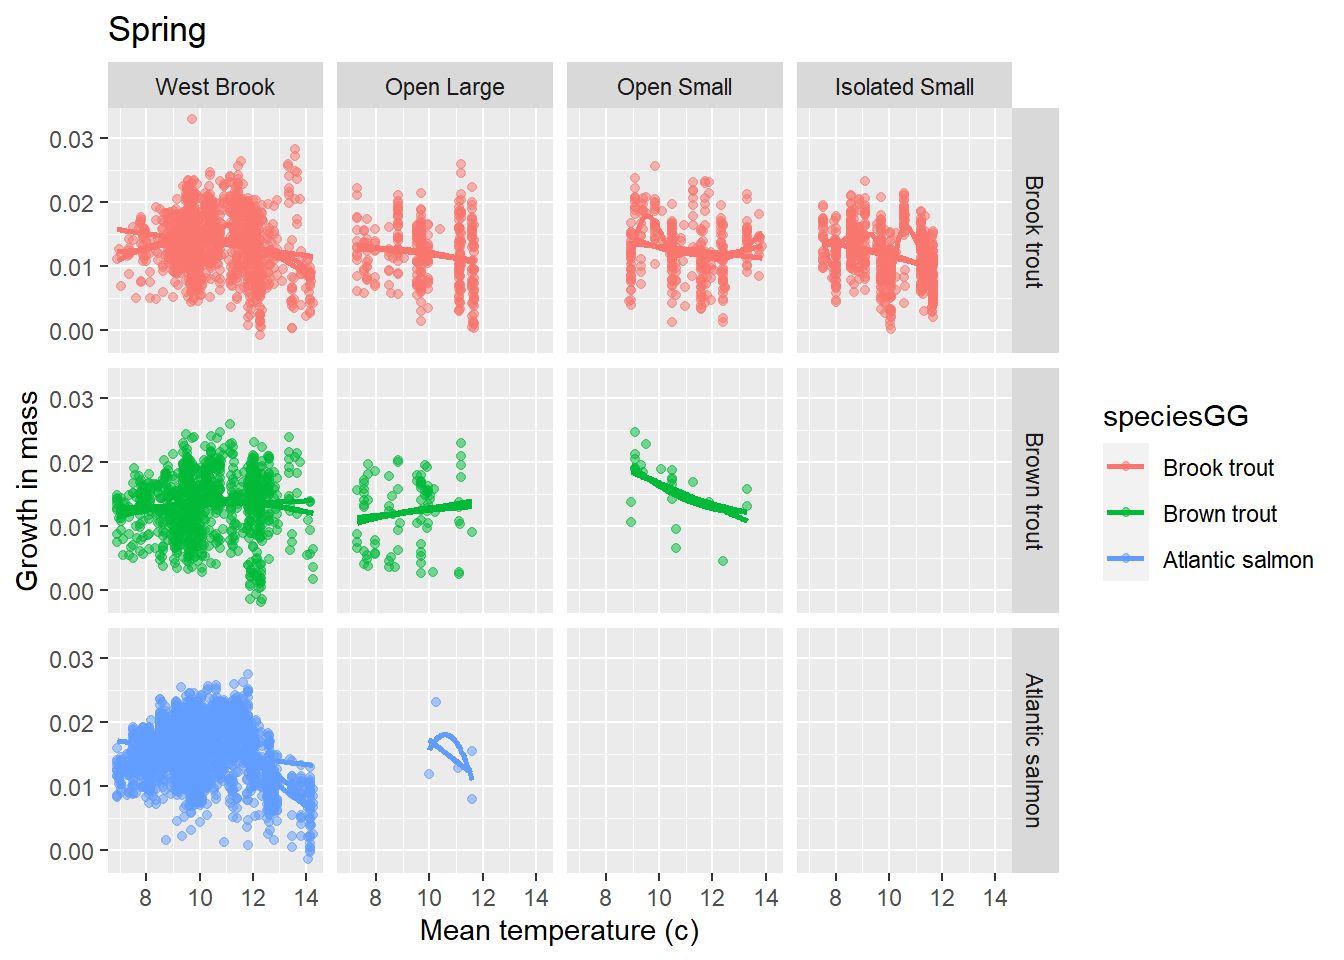 Spring
West Brook Open Large Open Small Isolated Small
0.03
0.02
0.01
0.00
Brook trout
0.03
0.02
0.01
0.00
Brown trout
0.03
0.02
0.01
0.00
Atlantic salmon
8 10 12 14 8 10 12 14 8 10 12 14 8 10 12 14
Mean temperature (c)
Growth in mass
speciesGG
Brook trout
Brown trout
Atlantic salmon